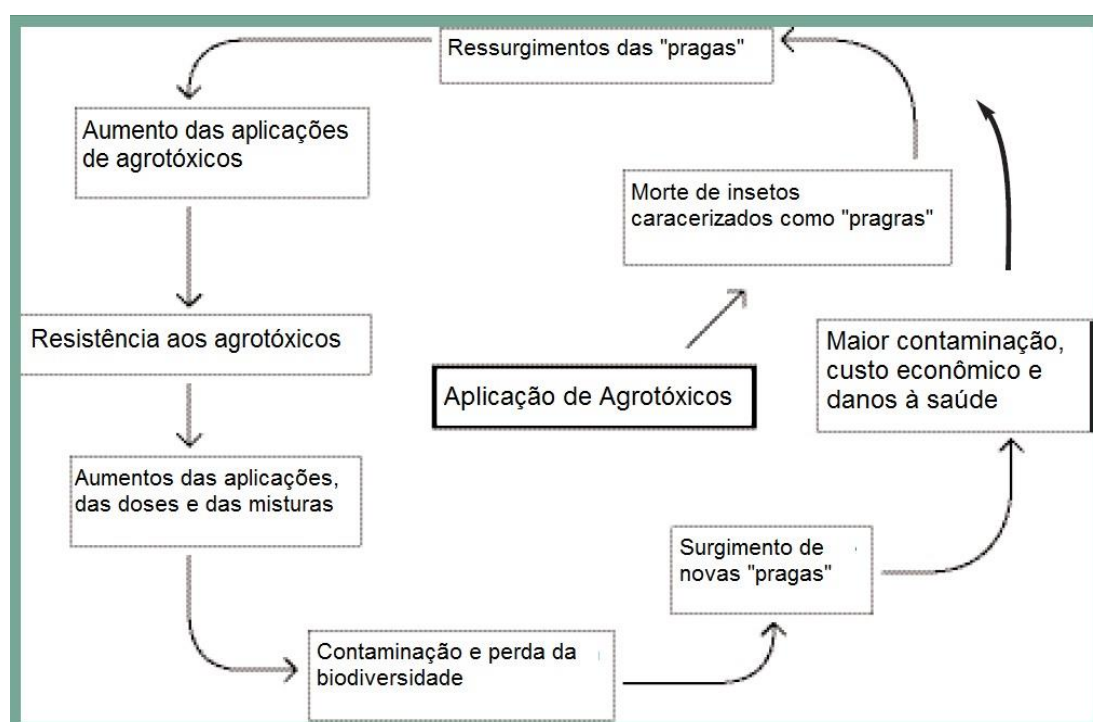 Ressurgimentos das "pragas"
Aumento das aplicações
de agrotóxicos
Morte de insetos
caracerizados como "pragras"
Resistência aos agrotóxicos
Aplicação de Agrotóxicos
Maior contaminação,
custo econômico e
danos à saúde
Aumentos das aplicações,
das doses e das misturas
Surgimento de
novas "pragas"
Contaminação e perda da
biodiversidade